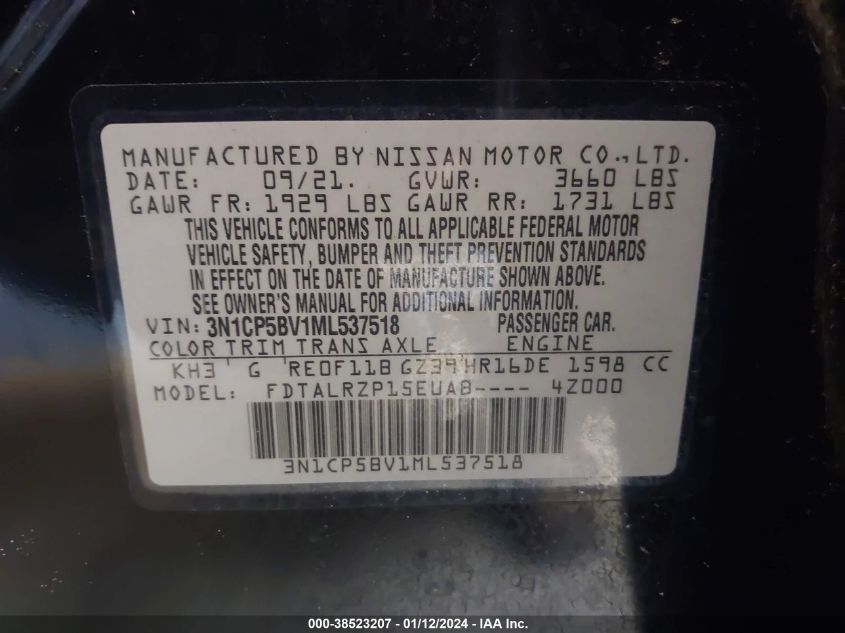 MANUFACTURED BY NISSAN MOTOR CO.,LTD.
DATE: 09/21. GVWR: 3660 LBS
GAWR FR: 1929 LBS GAWR RR: 1731 LBS
THIS VEHICLE CONFORMS TO ALL APPLICABLE FEDERAL MOTOR
VEHICLE SAFETY, BUMPER AND THEFT PREVENTION STANDARDS
IN EFFECT ON THE DATE OF MANUFACTURE SHOWN ABOVE.
SEE OWNER'S MANUAL FOR ADDITIONAL INFORMATION.
VIN: 3N1CP5BV1ML537518 PASSENGER CAR.
COLOR TRIM TRANS AXLE ENGINE
KH3 G RE0F11B GZ39 HR16DE 1598 CC
MODEL: FDTALRZP15EUA8---- 4Z000
3N1CP5BV1ML537518
000-38523207 - 01/12/2024 - IAA Inc.